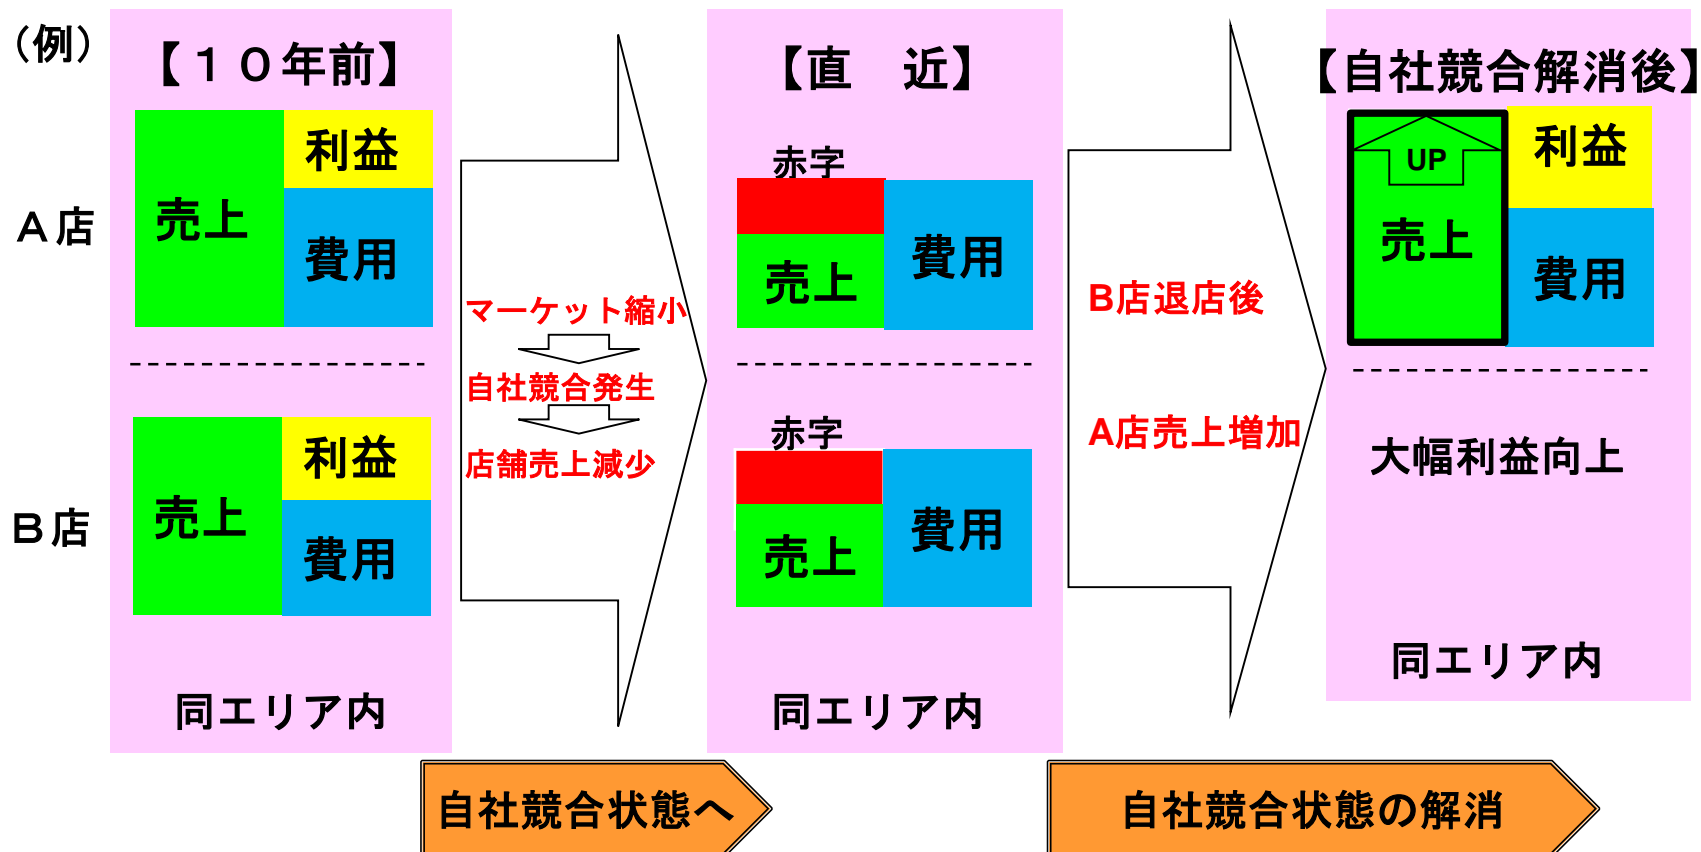 （例）
【１０年前】
【直　近】
【自社競合解消後】
Ａ店
売上
利益
費用
マーケット縮小
自社競合発生
店舗売上減少
赤字
売上
費用
B店退店後
A店売上増加
UP
売上
利益
費用
Ｂ店
売上
利益
費用
赤字
売上
費用
大幅利益向上
同エリア内
同エリア内
同エリア内
自社競合状態へ
自社競合状態の解消